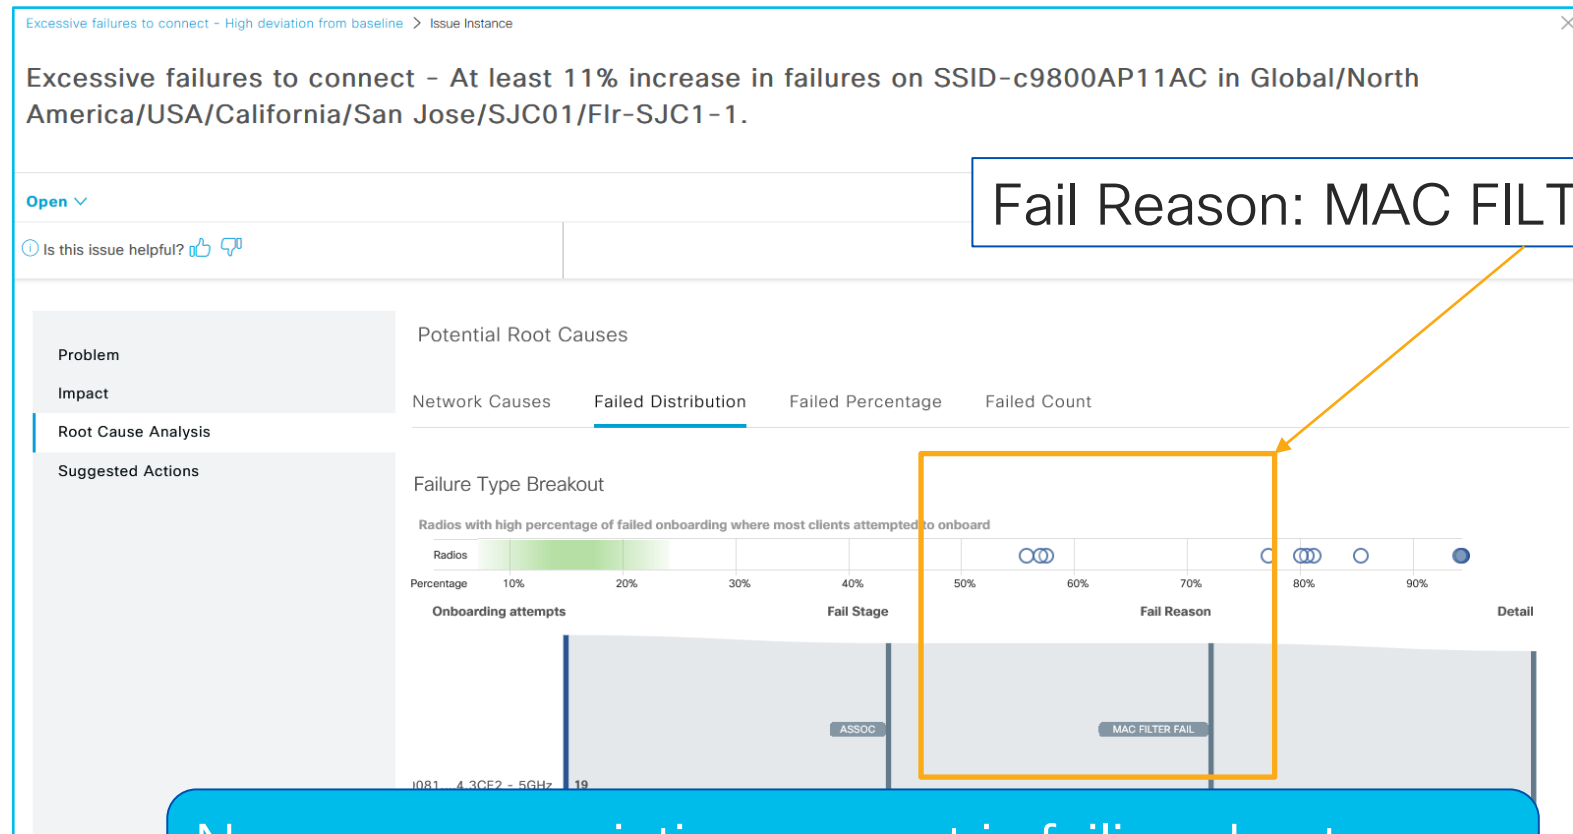 Excessive failures to connect - High deviation from baseline > Issue Instance
Excessive failures to connect - At least 11% increase in failures on SSID-c9800AP11AC in Global/North
America/USA/California/San Jose/SJC01/Flr-SJC1-1.
Open
Fail Reason: MAC FILT
Is this issue helpful?
Problem
Impact
Root Cause Analysis
Suggested Actions
Potential Root Causes
Network Causes Failed Distribution Failed Percentage Failed Count
Failure Type Breakout
Radios with high percentage of failed onboarding where most clients attempted to onboard
Radios
Percentage 10% 20% 30% 40% 50% 60% 70% 80% 90%
Onboarding attempts Fail Stage Fail Reason Detail
ASSOC MAC FILTER FAIL
4.3CE2 - 5GHz 19